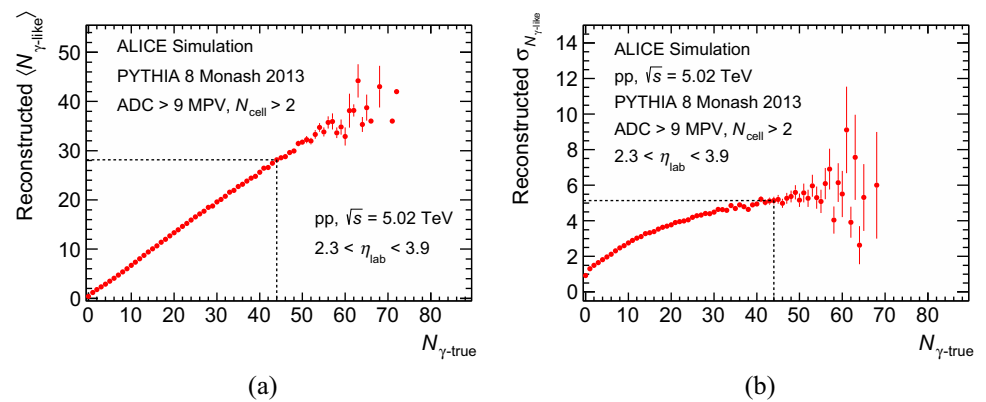 Reconstructed ⟨N_γ-like⟩
50
40
30
20
10
0
ALICE Simulation
PYTHIA 8 Monash 2013
ADC > 9 MPV, N_cell > 2
pp, √s = 5.02 TeV
2.3 < η_lab < 3.9
0 10 20 30 40 50 60 70 80
N_γ-true
(a)
Reconstructed σ_N_γ-like
14
12
10
8
6
4
2
0
ALICE Simulation
pp, √s = 5.02 TeV
PYTHIA 8 Monash 2013
ADC > 9 MPV, N_cell > 2
2.3 < η_lab < 3.9
0 10 20 30 40 50 60 70 80
N_γ-true
(b)